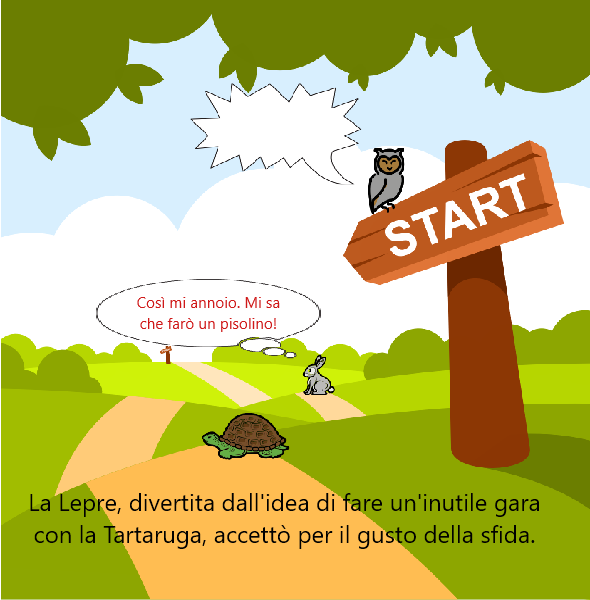 START
Così mi annoio. Mi sa
che farò un pisolino!
La Lepre, divertita dall'idea di fare un'inutile gara
con la Tartaruga, accettò per il gusto della sfida.